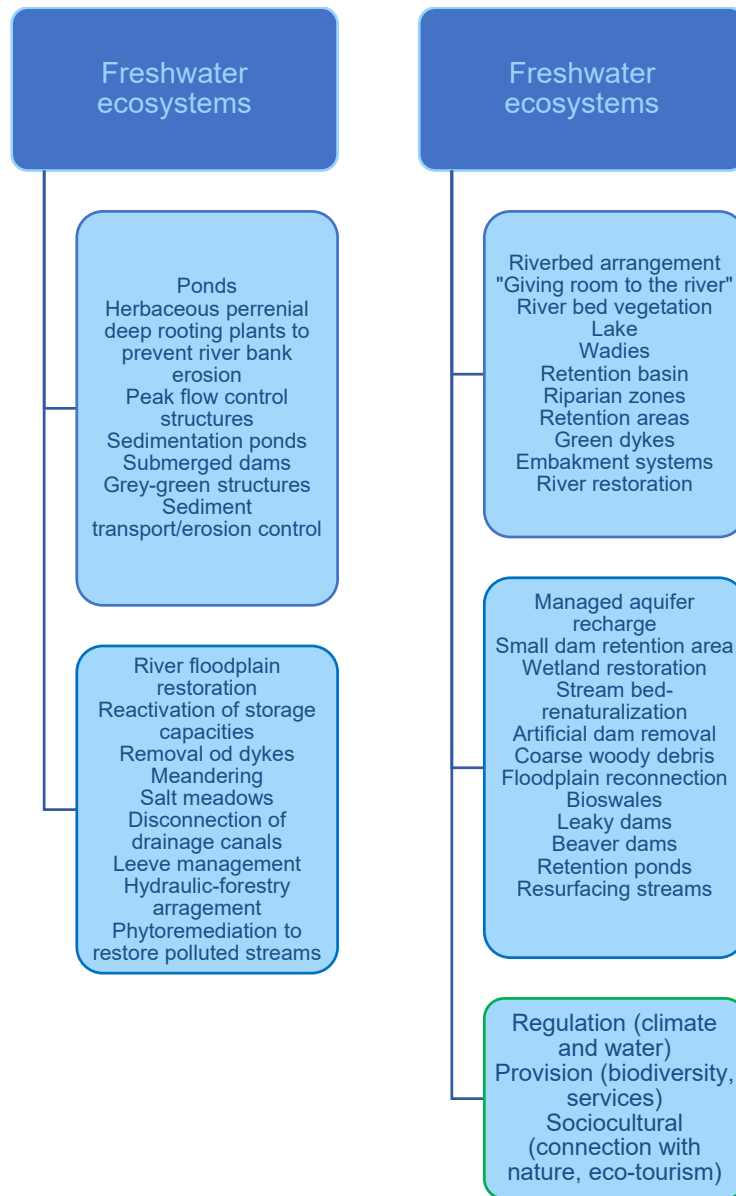 Freshwater
ecosystems
Ponds
Herbaceous perrenial
deep rooting plants to
prevent river bank
erosion
Peak flow control
structures
Sedimentation ponds
Submerged dams
Grey-green structures
Sediment
transport/erosion control
River floodplain
restoration
Reactivation of storage
capacities
Removal od dykes
Meandering
Salt meadows
Disconnection of
drainage canals
Leeve management
Hydraulic-forestry
arragement
Phytoremediation to
restore polluted streams
Freshwater
ecosystems
Riverbed arrangement
"Giving room to the river"
River bed vegetation
Lake
Wadies
Retention basin
Riparian zones
Retention areas
Green dykes
Embakment systems
River restoration
Managed aquifer
recharge
Small dam retention area
Wetland restoration
Stream bed-
renaturalization
Artificial dam removal
Coarse woody debris
Floodplain reconnection
Bioswales
Leaky dams
Beaver dams
Retention ponds
Resurfacing streams
Regulation (climate
and water)
Provision (biodiversity,
services)
Sociocultural
(connection with
nature, eco-tourism)